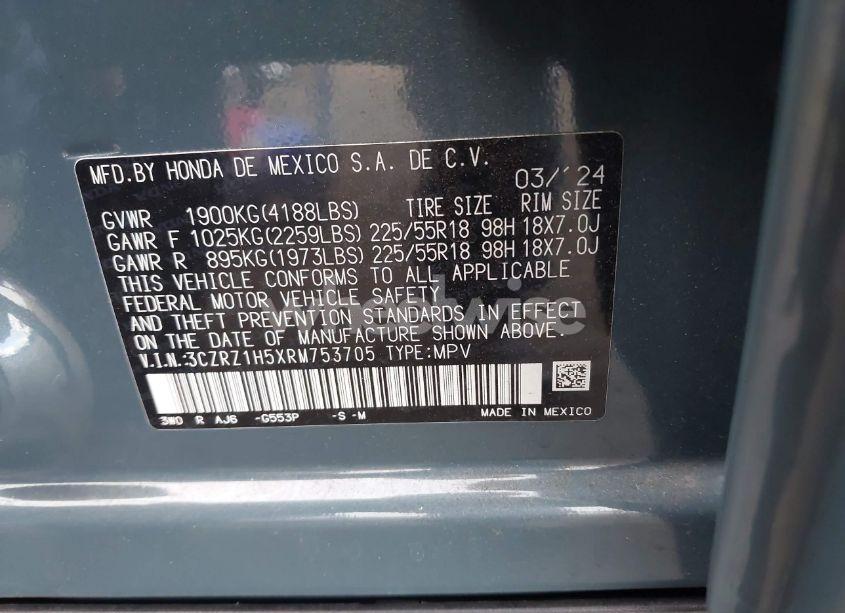 MFD.BY HONDA DE MEXICO S.A. DE C.V.
03/'24
GVWR 1900KG(4188LBS) TIRE SIZE RIM SIZE
GAWR F 1025KG(2259LBS) 225/55R18 98H 18X7.0J
GAWR R 895KG(1973LBS) 225/55R18 98H 18X7.0J
THIS VEHICLE CONFORMS TO ALL APPLICABLE
FEDERAL MOTOR VEHICLE SAFETY
AND THEFT PREVENTION STANDARDS IN EFFECT
ON THE DATE OF MANUFACTURE SHOWN ABOVE.
V.I.N.:3CZRZ1H5XRM753705 TYPE:MPV
3WD R AJ6 -G553P -S -M
MADE IN MEXICO